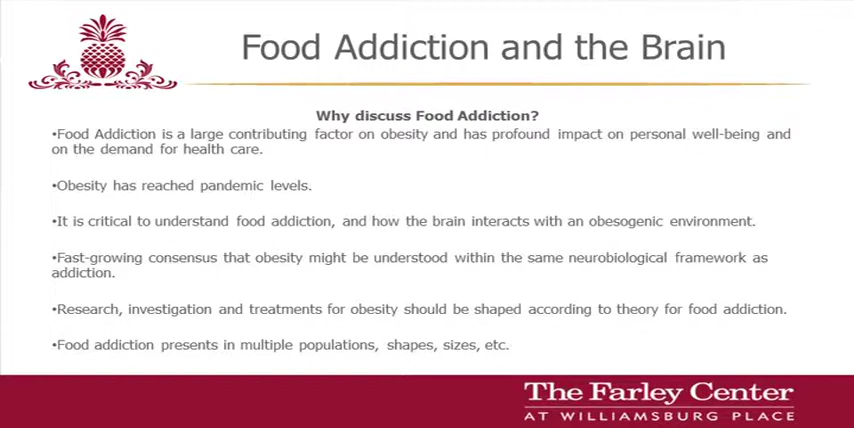 Food Addiction and the Brain
Why discuss Food Addiction?
•Food Addiction is a large contributing factor on obesity and has profound impact on personal well-being and
on the demand for health care.
•Obesity has reached pandemic levels.
•It is critical to understand food addiction, and how the brain interacts with an obesogenic environment.
•Fast-growing consensus that obesity might be understood within the same neurobiological framework as
addiction.
•Research, investigation and treatments for obesity should be shaped according to theory for food addiction.
•Food addiction presents in multiple populations, shapes, sizes, etc.
The Farley Center
AT WILLIAMSBURG PLACE